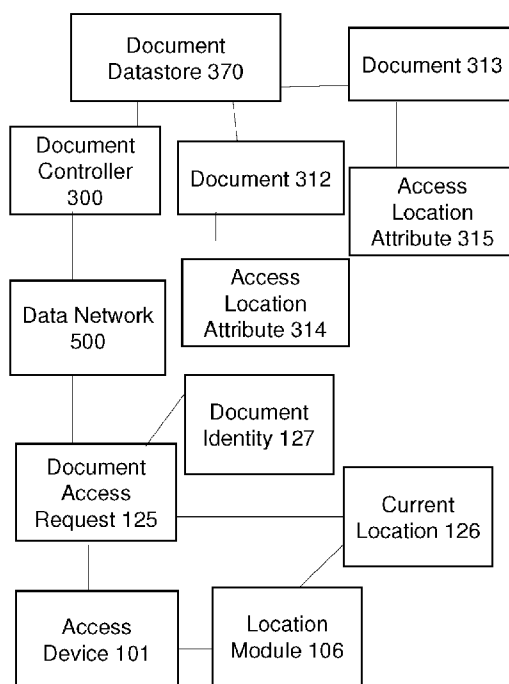 Document
Datastore 370
Document 313
Document
Controller
300
Document 312
Access
Location
Attribute 315
Access
Location
Attribute 314
Data Network
500
Document
Identity 127
Document
Access
Request 125
Current
Location 126
Access
Device 101
Location
Module 106